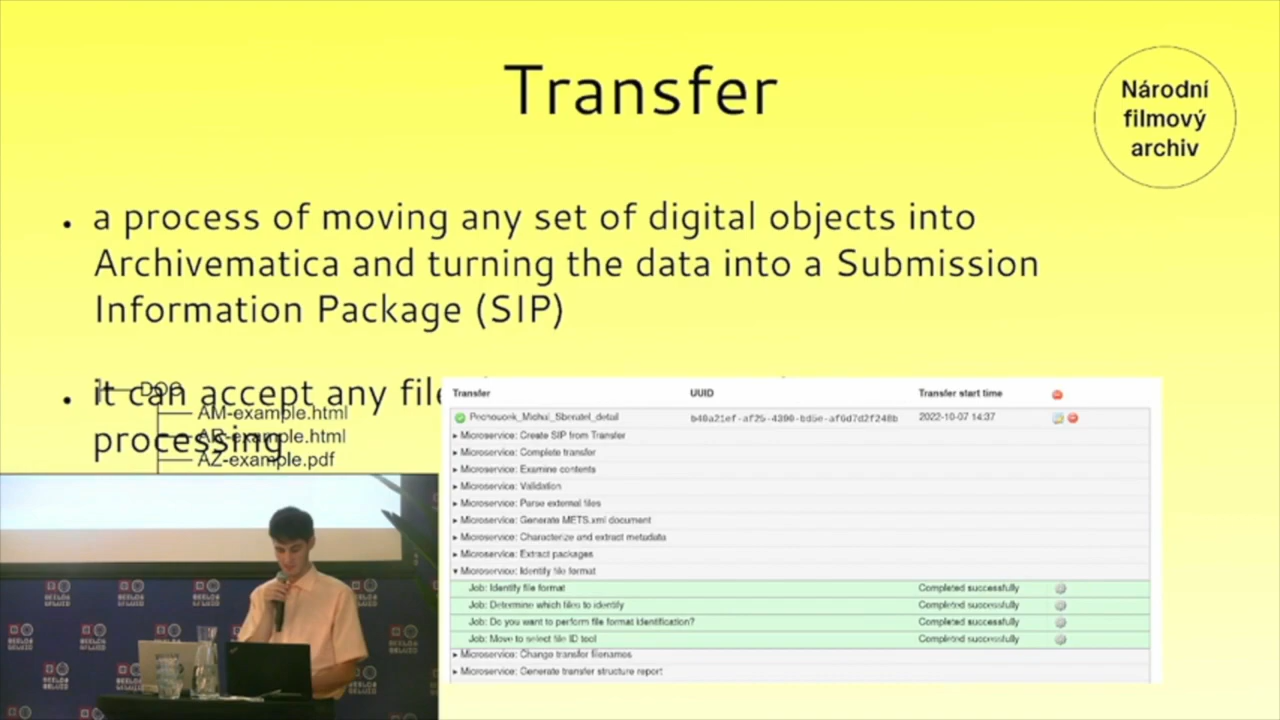 Transfer
Národní
filmový
archiv
• a process of moving any set of digital objects into
Archivematica and turning the data into a Submission
Information Package (SIP)
• it can accept any file
processing
DOC
AM-example.html
AR-example.html
AZ-example.pdf
Transfer UUID Transfer start time
Pechoucek_Michal_Sberatel_detail 2022-10-07 14:37
Microservice: Create SIP from Transfer
Microservice: Complete transfer
Microservice: Examine contents
Microservice: Validation
Microservice: Parse external files
Microservice: Generate METS.xml document
Microservice: Characterize and extract metadata
Microservice: Extract packages
Microservice: Identify file format
Job: Identify file format Completed successfully
Job: Determine which files to identify Completed successfully
Job: Do you want to perform file format identification? Completed successfully
Job: Move to select file ID tool Completed successfully
Microservice: Change transfer filenames
Microservice: Generate transfer structure report